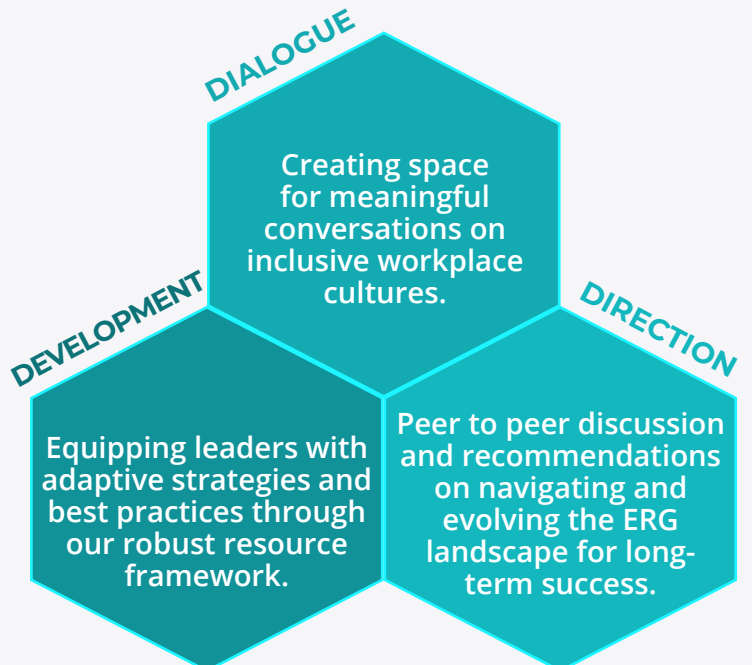 DIALOGUE
Creating space
for meaningful
conversations on
inclusive workplace
cultures.
DEVELOPMENT
Equipping leaders with
adaptive strategies and
best practices through
our robust resource
framework.
DIRECTION
Peer to peer discussion
and recommendations
on navigating and
evolving the ERG
landscape for long-
term success.